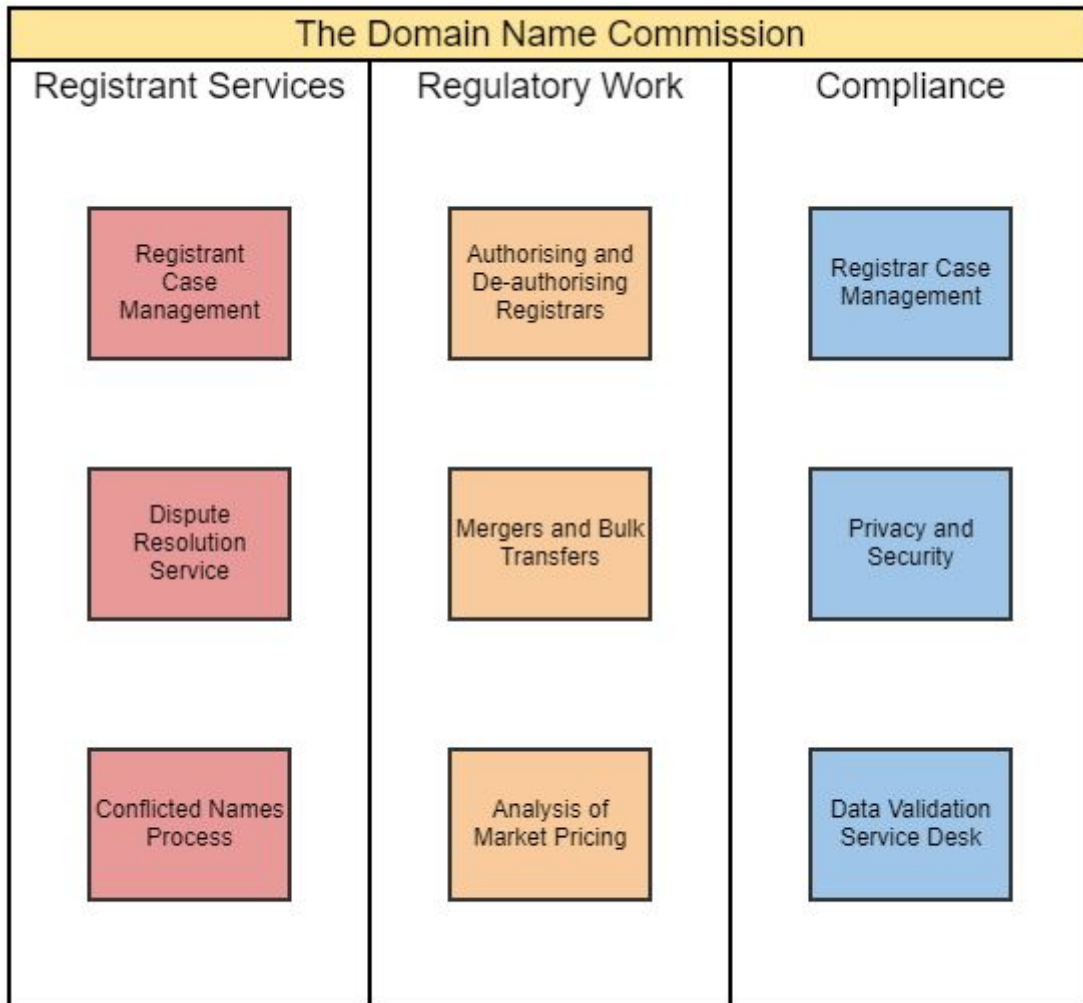 The Domain Name Commission
Registrant Services
Registrant
Case
Management
Dispute
Resolution
Service
Conflicted Names
Process
Regulatory Work
Authorising and
De-authorising
Registrars
Mergers and Bulk
Transfers
Analysis of
Market Pricing
Compliance
Registrar Case
Management
Privacy and
Security
Data Validation
Service Desk